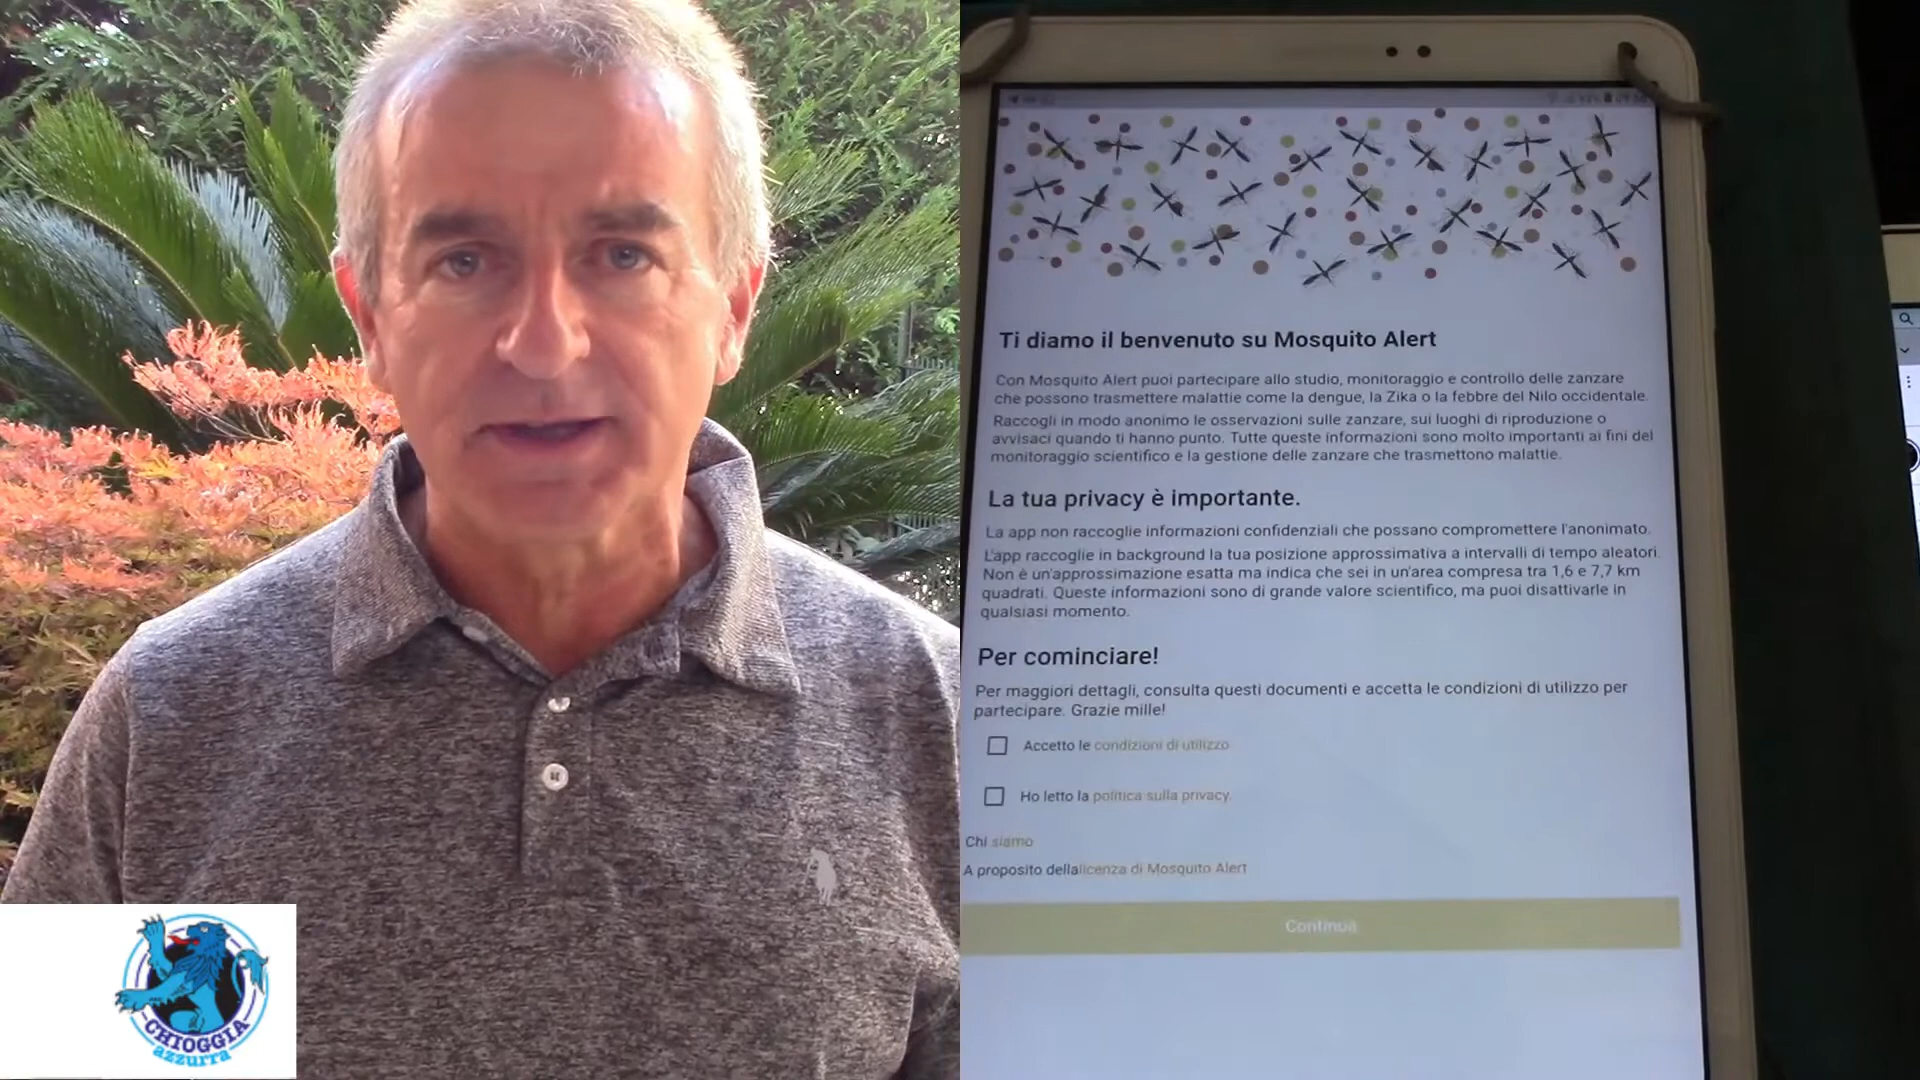 Ti diamo il benvenuto su Mosquito Alert
Con Mosquito Alert puoi partecipare allo studio, monitoraggio e controllo delle zanzare
che possono trasmettere malattie come la dengue, la Zika o la febbre del Nilo occidentale.
Raccogli in modo anonimo le osservazioni sulle zanzare, sui luoghi di riproduzione o
avvisaci quando ti hanno punto. Tutte queste informazioni sono molto importanti ai fini del
monitoraggio scientifico e la gestione delle zanzare che trasmettono malattie.
La tua privacy è importante.
La app non raccoglie informazioni confidenziali che possano compromettere l'anonimato.
L'app raccoglie in background la tua posizione approssimativa a intervalli di tempo aleatori.
Non è un'approssimazione esatta ma indica che sei in un'area compresa tra 1,6 e 7,7 km
quadrati. Queste informazioni sono di grande valore scientifico, ma puoi disattivarle in
qualsiasi momento.
Per cominciare!
Per maggiori dettagli, consulta questi documenti e accetta le condizioni di utilizzo per
partecipare. Grazie mille!
Accetto le condizioni di utilizzo
Ho letto la politica sulla privacy.
Chi siamo
A proposito dellalicenza di Mosquito Alert
Continua
CHIOGGIA
azzurra